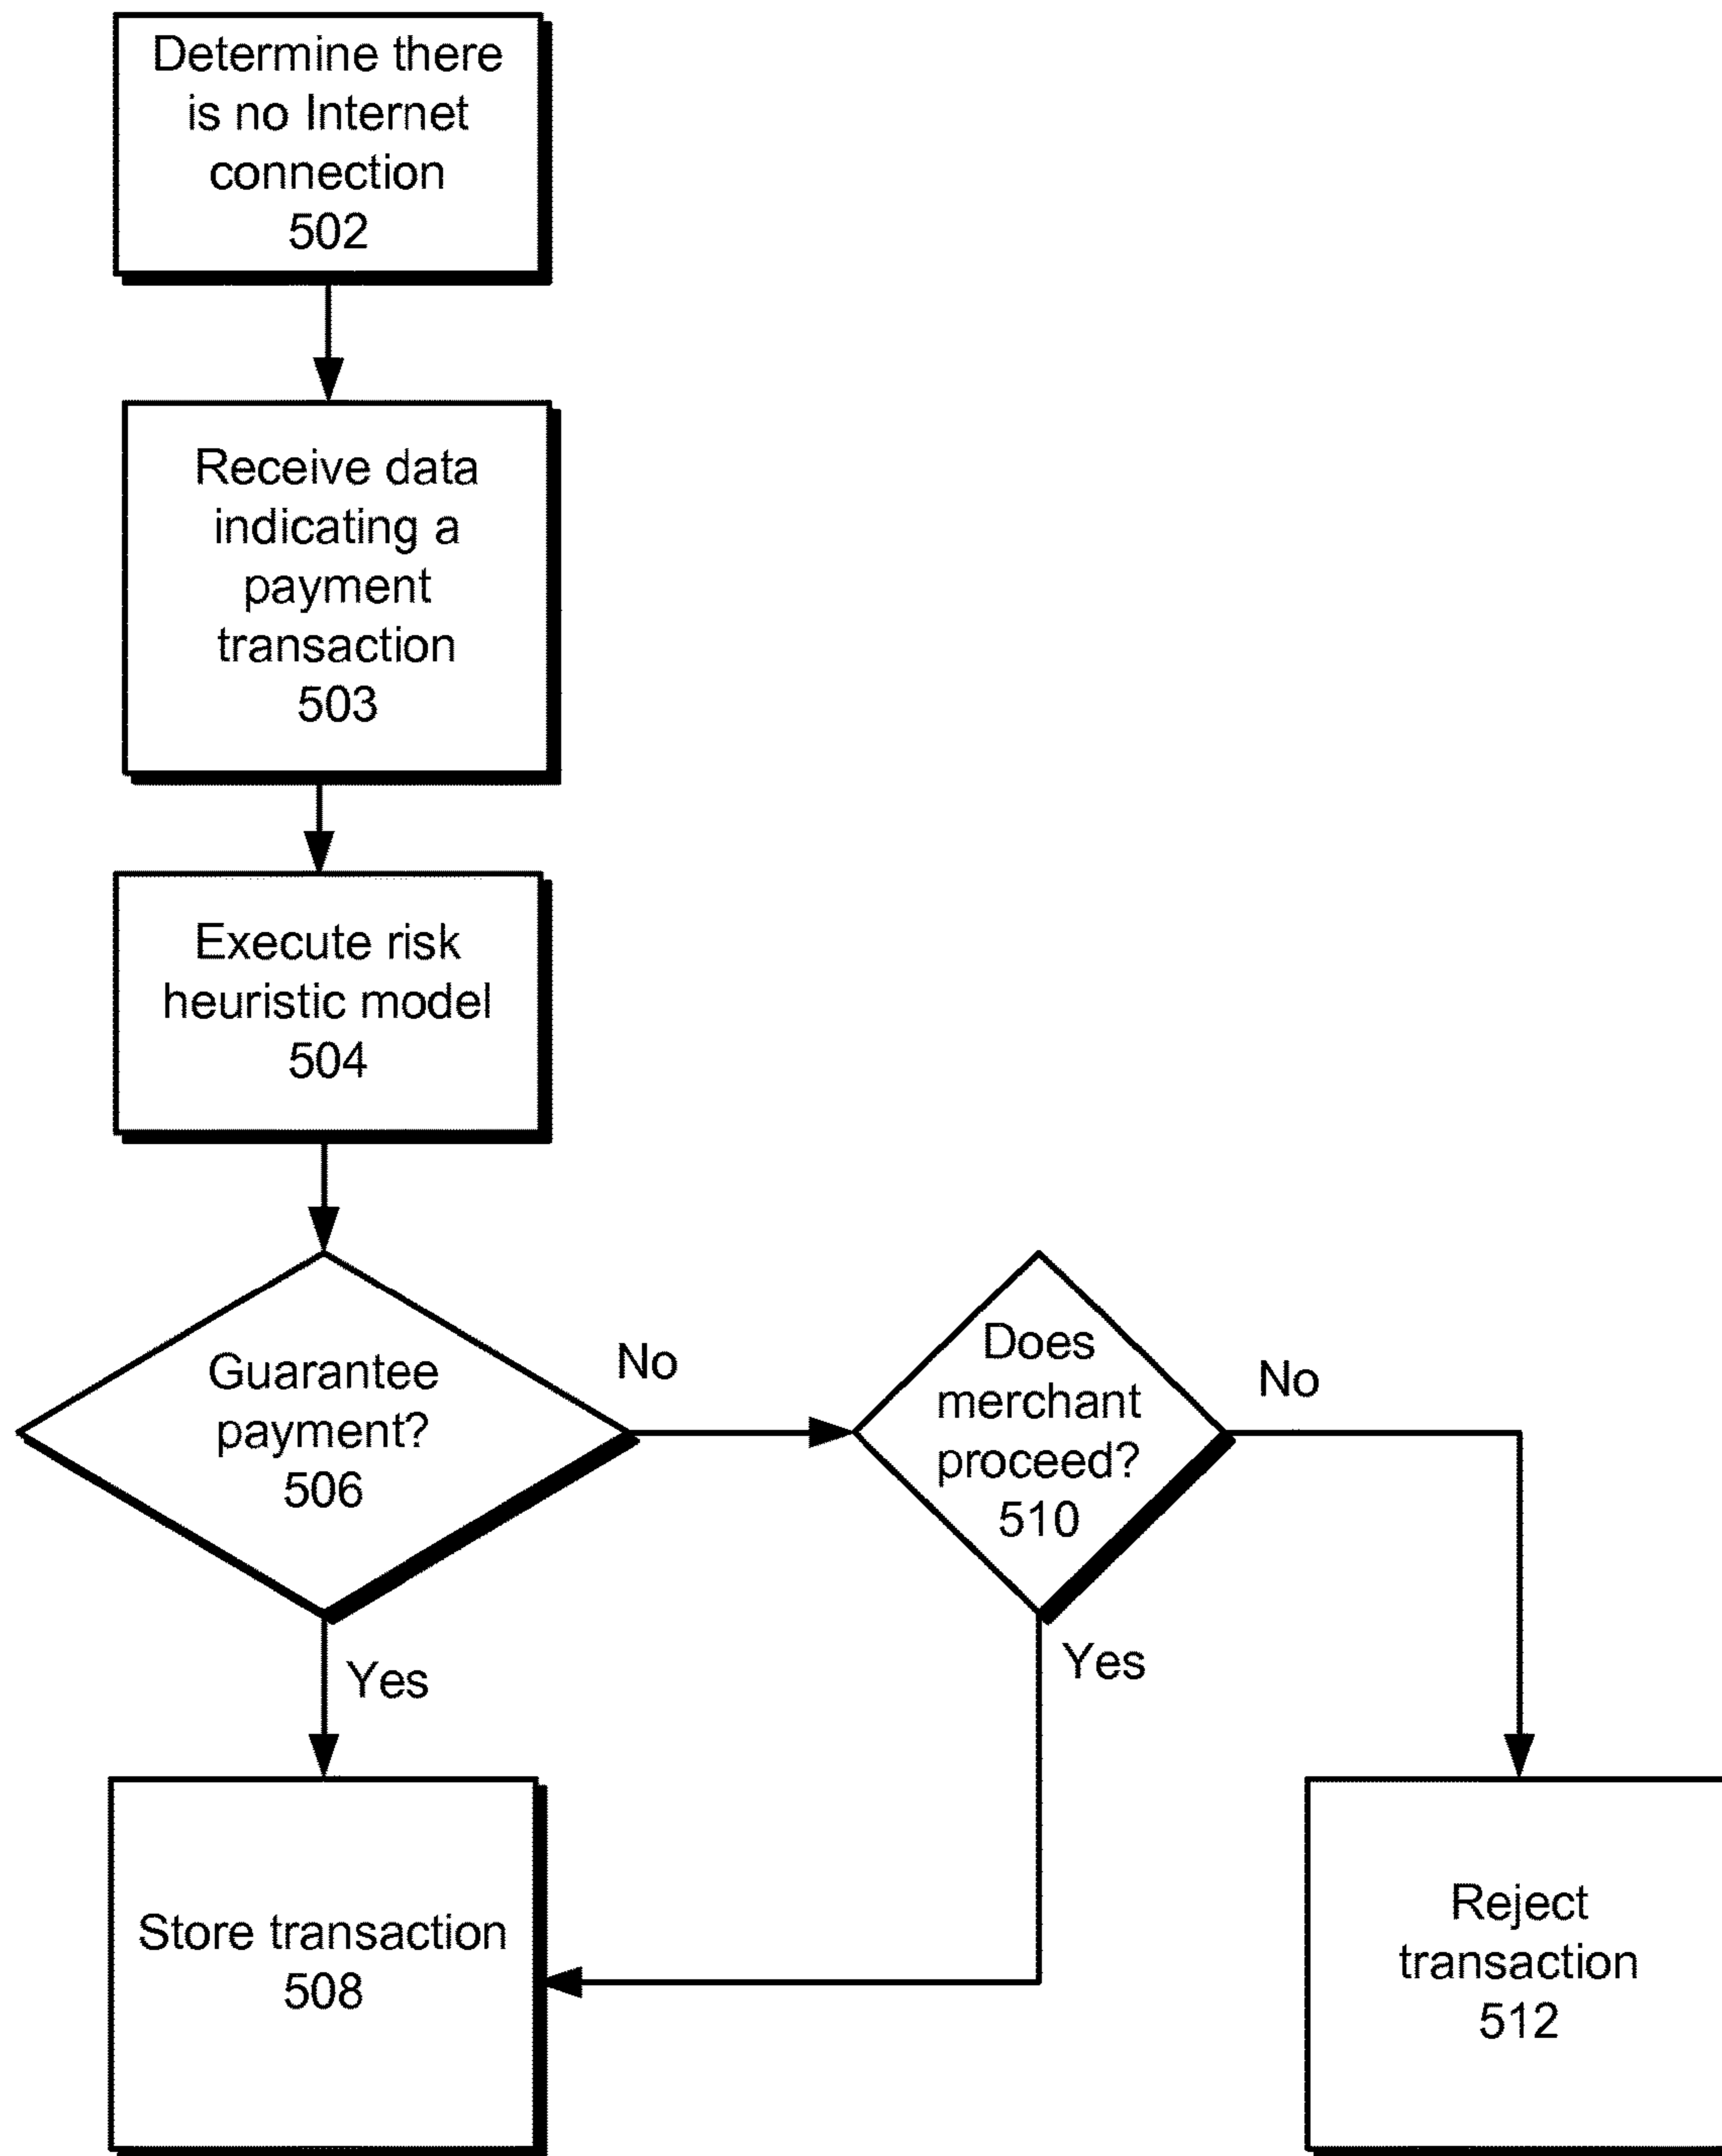 Determine there
is no Internet
connection
502
Receive data
indicating a
payment
transaction
503
Execute risk
heuristic model
504
Guarantee
payment?
506
No
Does
merchant
proceed?
510
No
Yes
Yes
Store transaction
508
Reject
transaction
512